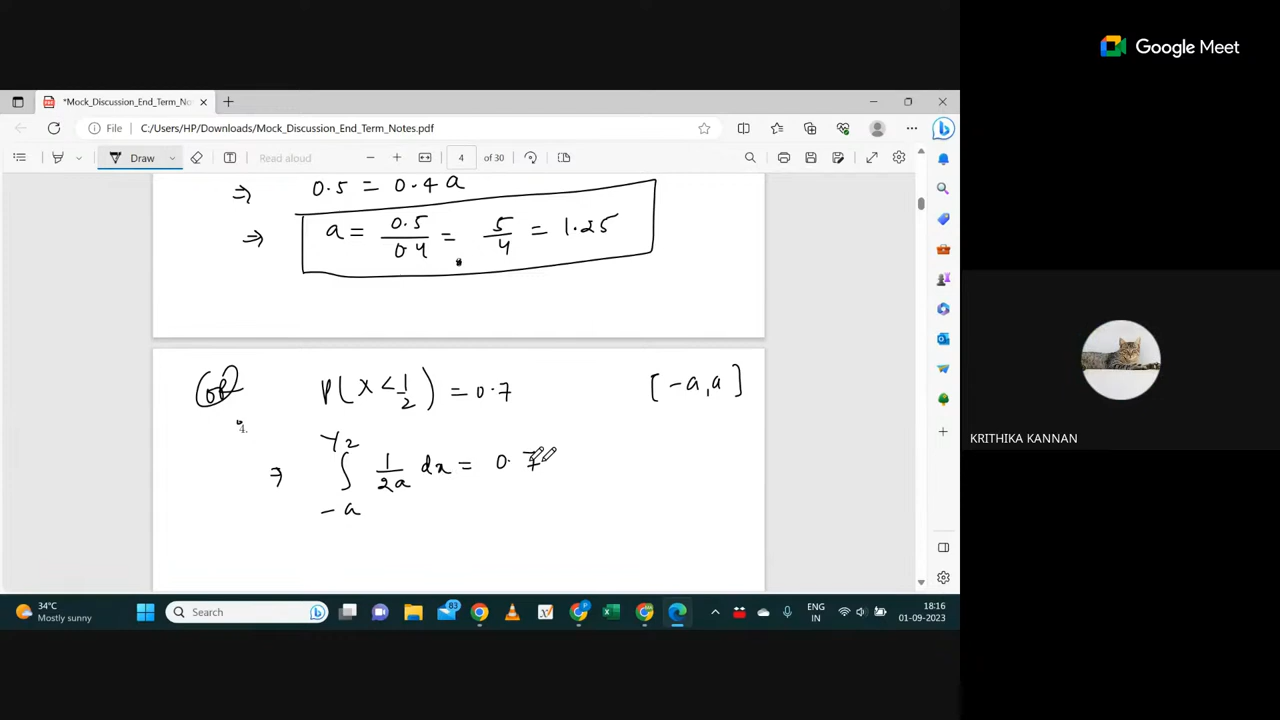 Google Meet
*Mock_Discussion_End_Term_No
File C:/Users/HP/Downloads/Mock_Discussion_End_Term_Notes.pdf
Draw Read aloud 4 of 30
⇒ 0.5 = 0.4 a
⇒ a = 0.5/0.4 = 5/4 = 1.25
P(X < 1/2) = 0.7 [-a, a]
4.
⇒ ∫_{-a}^{1/2} 1/2a dx = 0.7
KRITHIKA KANNAN
34°C
Mostly sunny
Search
83
ENG
IN
18:16
01-09-2023